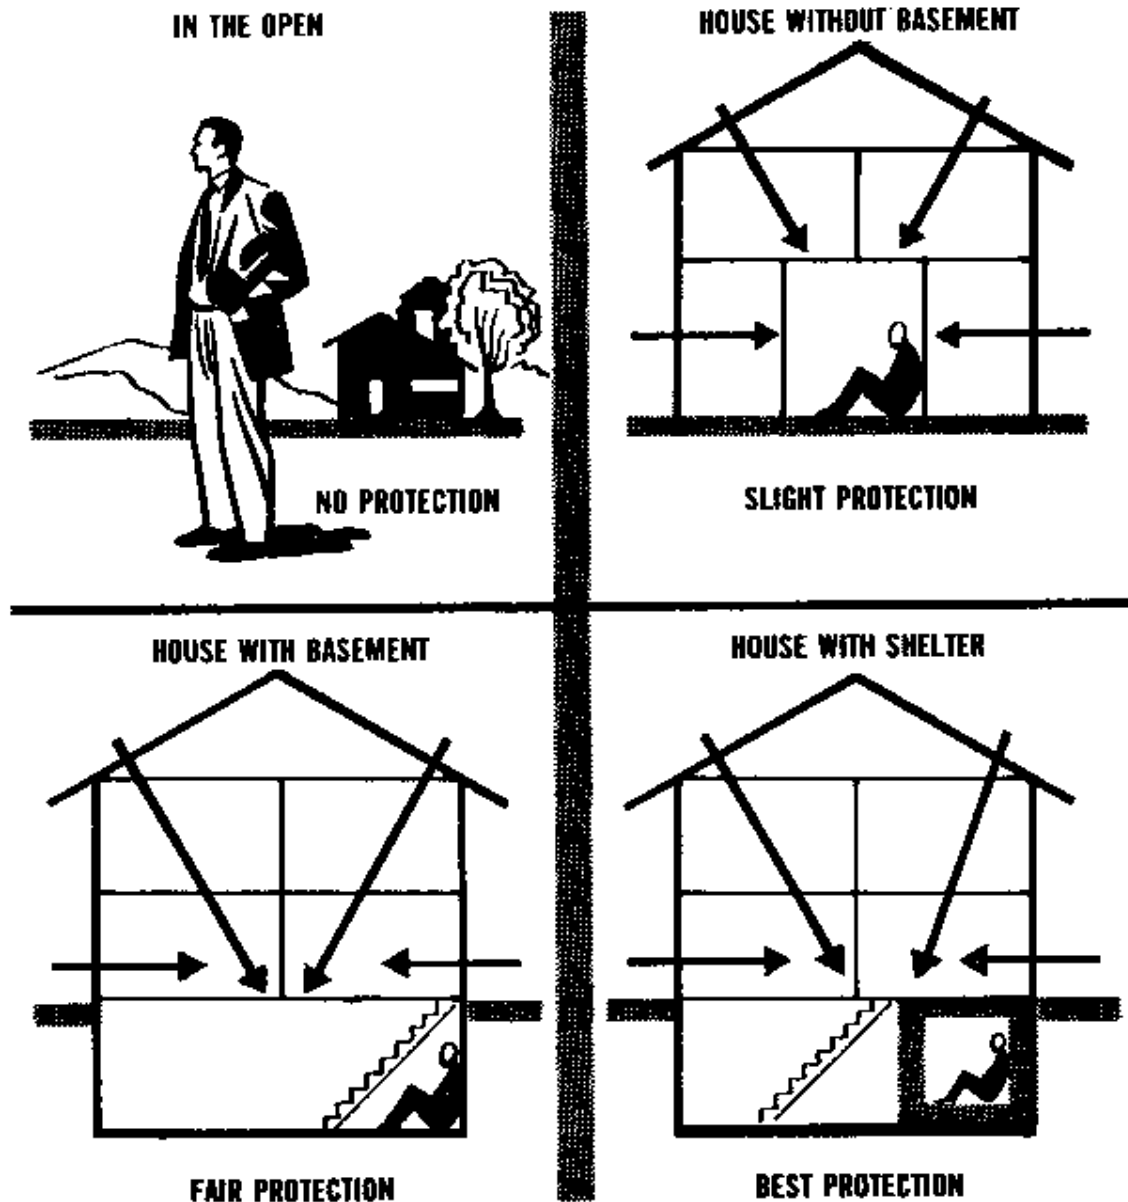 IN THE OPEN
NO PROTECTION
HOUSE WITHOUT BASEMENT
SLIGHT PROTECTION
HOUSE WITH BASEMENT
FAIR PROTECTION
HOUSE WITH SHELTER
BEST PROTECTION